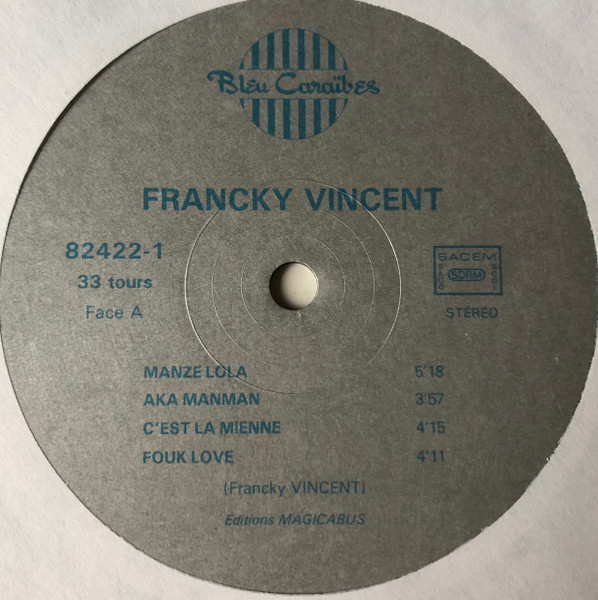 Bleu Caraïbes
FRANCKY VINCENT
82422-1
33 tours
Face A
SACEM
SDRM
STÉRÉO
MANZE LOLA 5'18
AKA MANMAN 3'57
C'EST LA MIENNE 4'15
FOUK LOVE 4'11
(Francky VINCENT)
Editions MAGICABUS